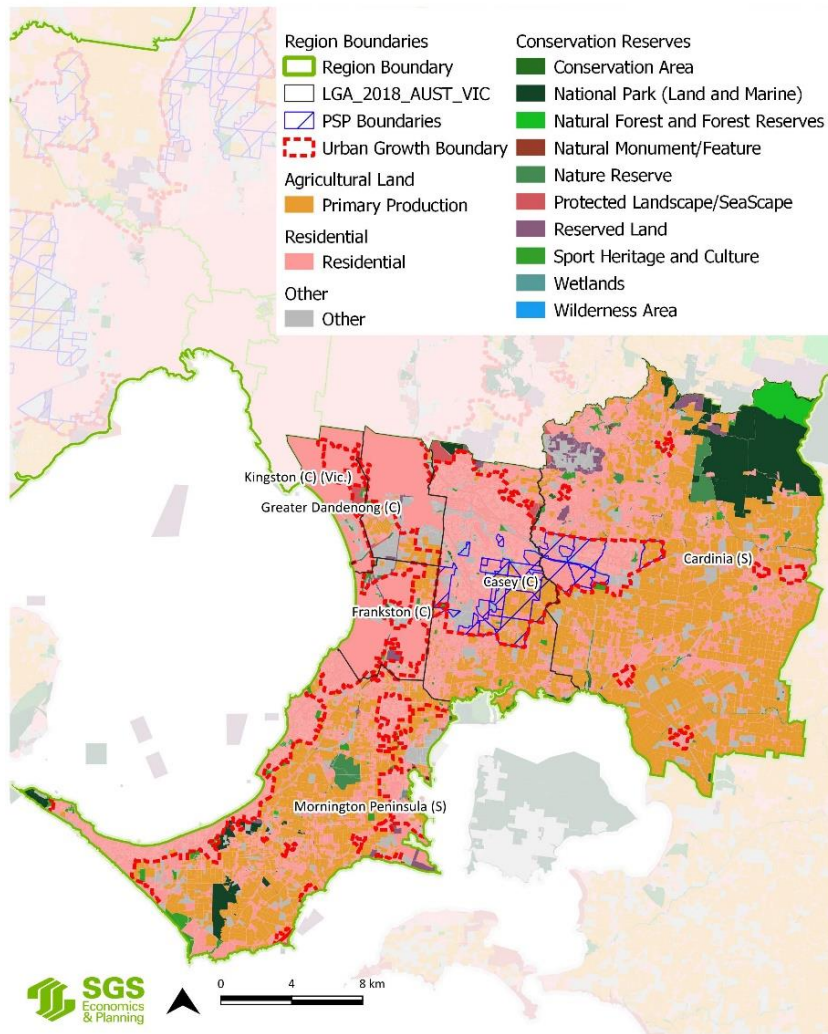 Region Boundaries
Region Boundary
LGA_2018_AUST_VIC
PSP Boundaries
Urban Growth Boundary
Agricultural Land
Primary Production
Residential
Residential
Other
Other
Conservation Reserves
Conservation Area
National Park (Land and Marine)
Natural Forest and Forest Reserves
Natural Monument/Feature
Nature Reserve
Protected Landscape/SeaScape
Reserved Land
Sport Heritage and Culture
Wetlands
Wilderness Area
Kingston (C) (Vic.)
Greater Dandenong (C)
Cardinia (S)
Casey (C)
Frankston (C)
Mornington Peninsula (S)
SGS
Economics
& Planning
0 4 8 km